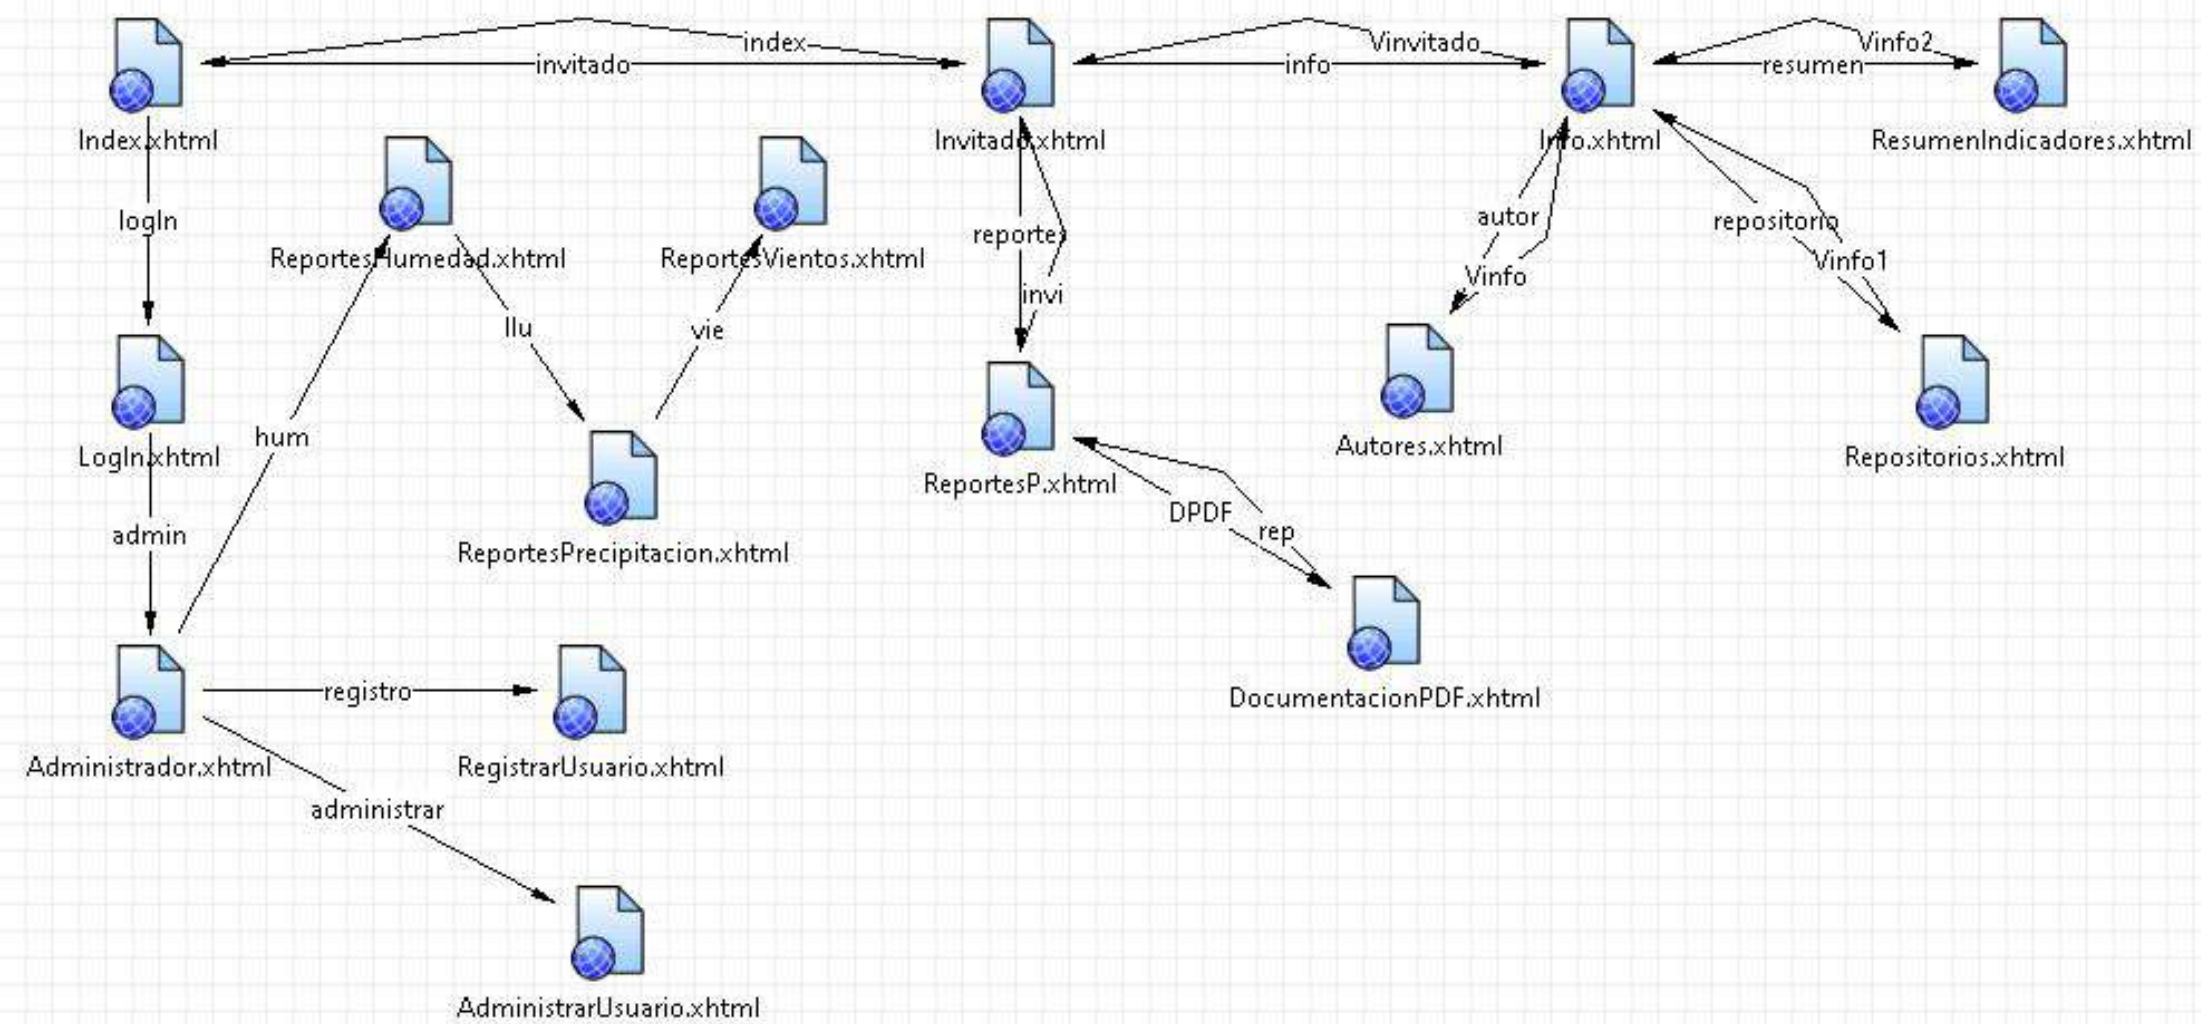 index
Vinvitado
Vinfo2
invitado
info
resumen
Index.xhtml
Invitado.xhtml
Info.xhtml
ResumenIndicadores.xhtml
logIn
autor
repositorio
reportes
ReportesHumedad.xhtml
ReportesVientos.xhtml
Vinfo1
Vinfo
invi
llu
vie
hum
Autores.xhtml
LogIn.xhtml
Repositorios.xhtml
ReportesP.xhtml
DPDF
rep
admin
ReportesPrecipitacion.xhtml
registro
DocumentacionPDF.xhtml
Administrador.xhtml
RegistrarUsuario.xhtml
administrar
AdministrarUsuario.xhtml